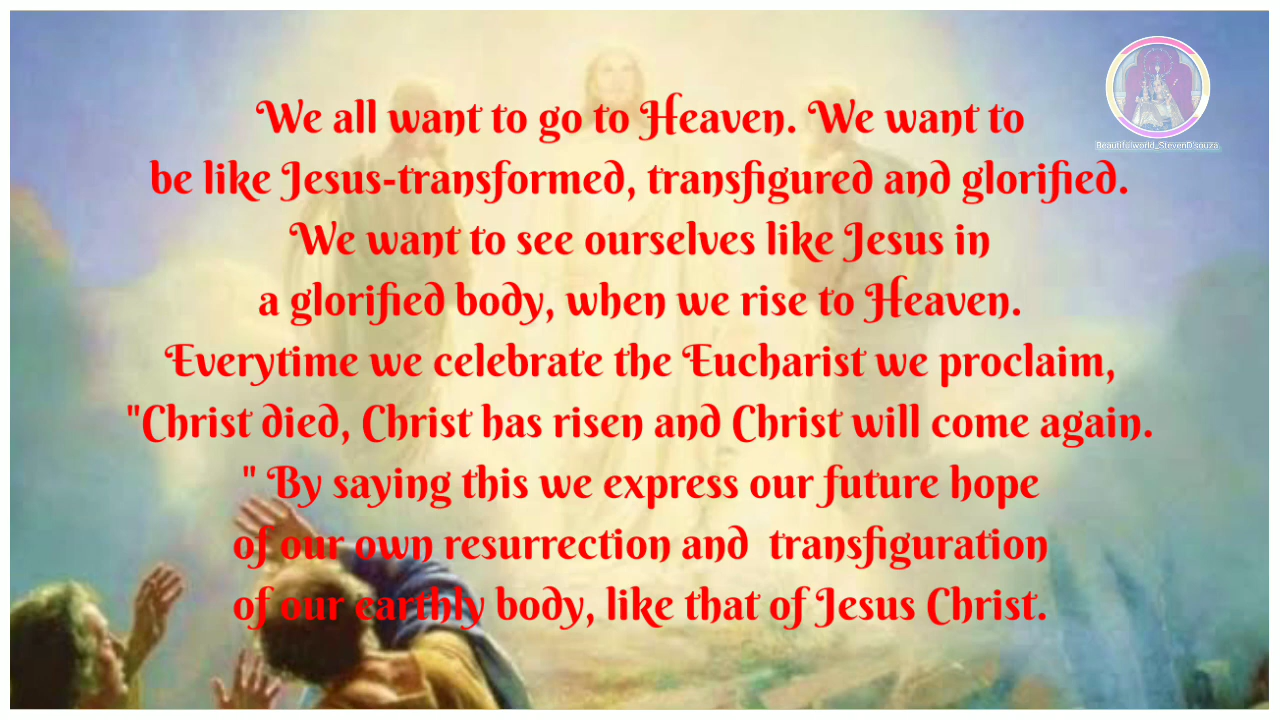 We all want to go to Heaven. We want to
be like Jesus-transformed, transfigured and glorified.
We want to see ourselves like Jesus in
a glorified body, when we rise to Heaven.
Everytime we celebrate the Eucharist we proclaim,
"Christ died, Christ has risen and Christ will come again.
" By saying this we express our future hope
of our own resurrection and  transfiguration
of our earthly body, like that of Jesus Christ.
Beautifulworld_StevenD'souza.